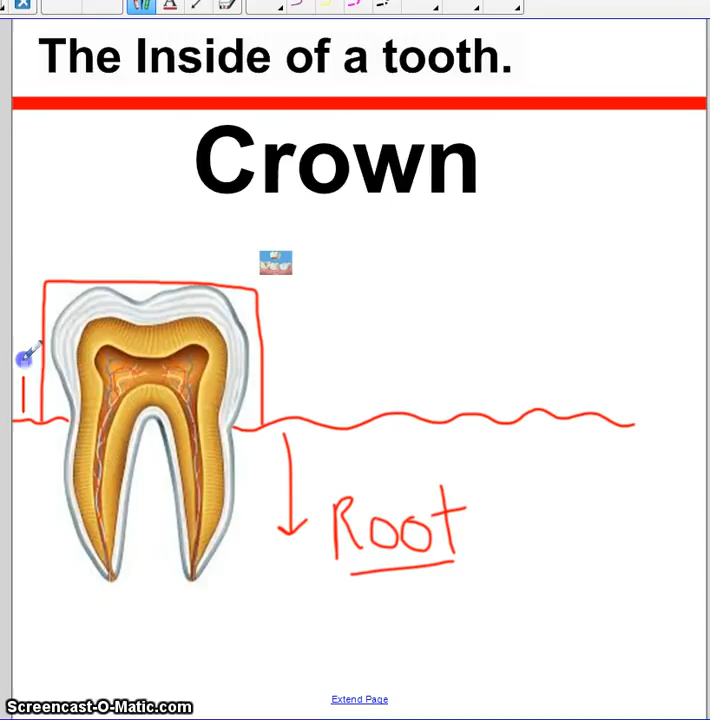 The Inside of a tooth.
Crown
Root
Extend Page
Screencast-O-Matic.com